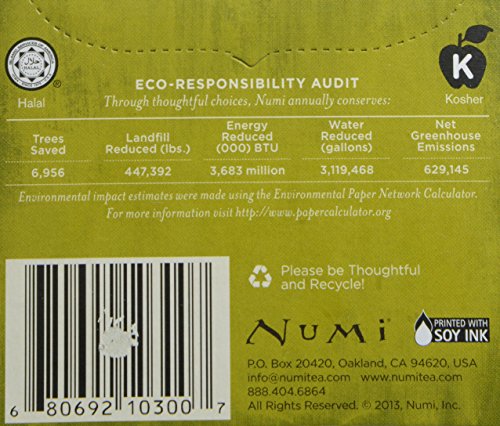 HALAL
®
Halal
K
Kosher
ECO-RESPONSIBILITY AUDIT
Through thoughtful choices, Numi annually conserves:
Trees Saved
Landfill Reduced (lbs.)
Energy Reduced (000) BTU
Water Reduced (gallons)
Net Greenhouse Emissions
6,956 447,392 3,683 million 3,119,468 629,145
Environmental impact estimates were made using the Environmental Paper Network Calculator.
For more information visit http://www.papercalculator.org
Please be Thoughtful
and Recycle!
NUMI®
PRINTED WITH
SOY INK
P.O. Box 20420, Oakland, CA 94620, USA
info@numitea.com • www.numitea.com
888.404.6864
All Rights Reserved. © 2013, Numi, Inc.
6 80692 10300 7